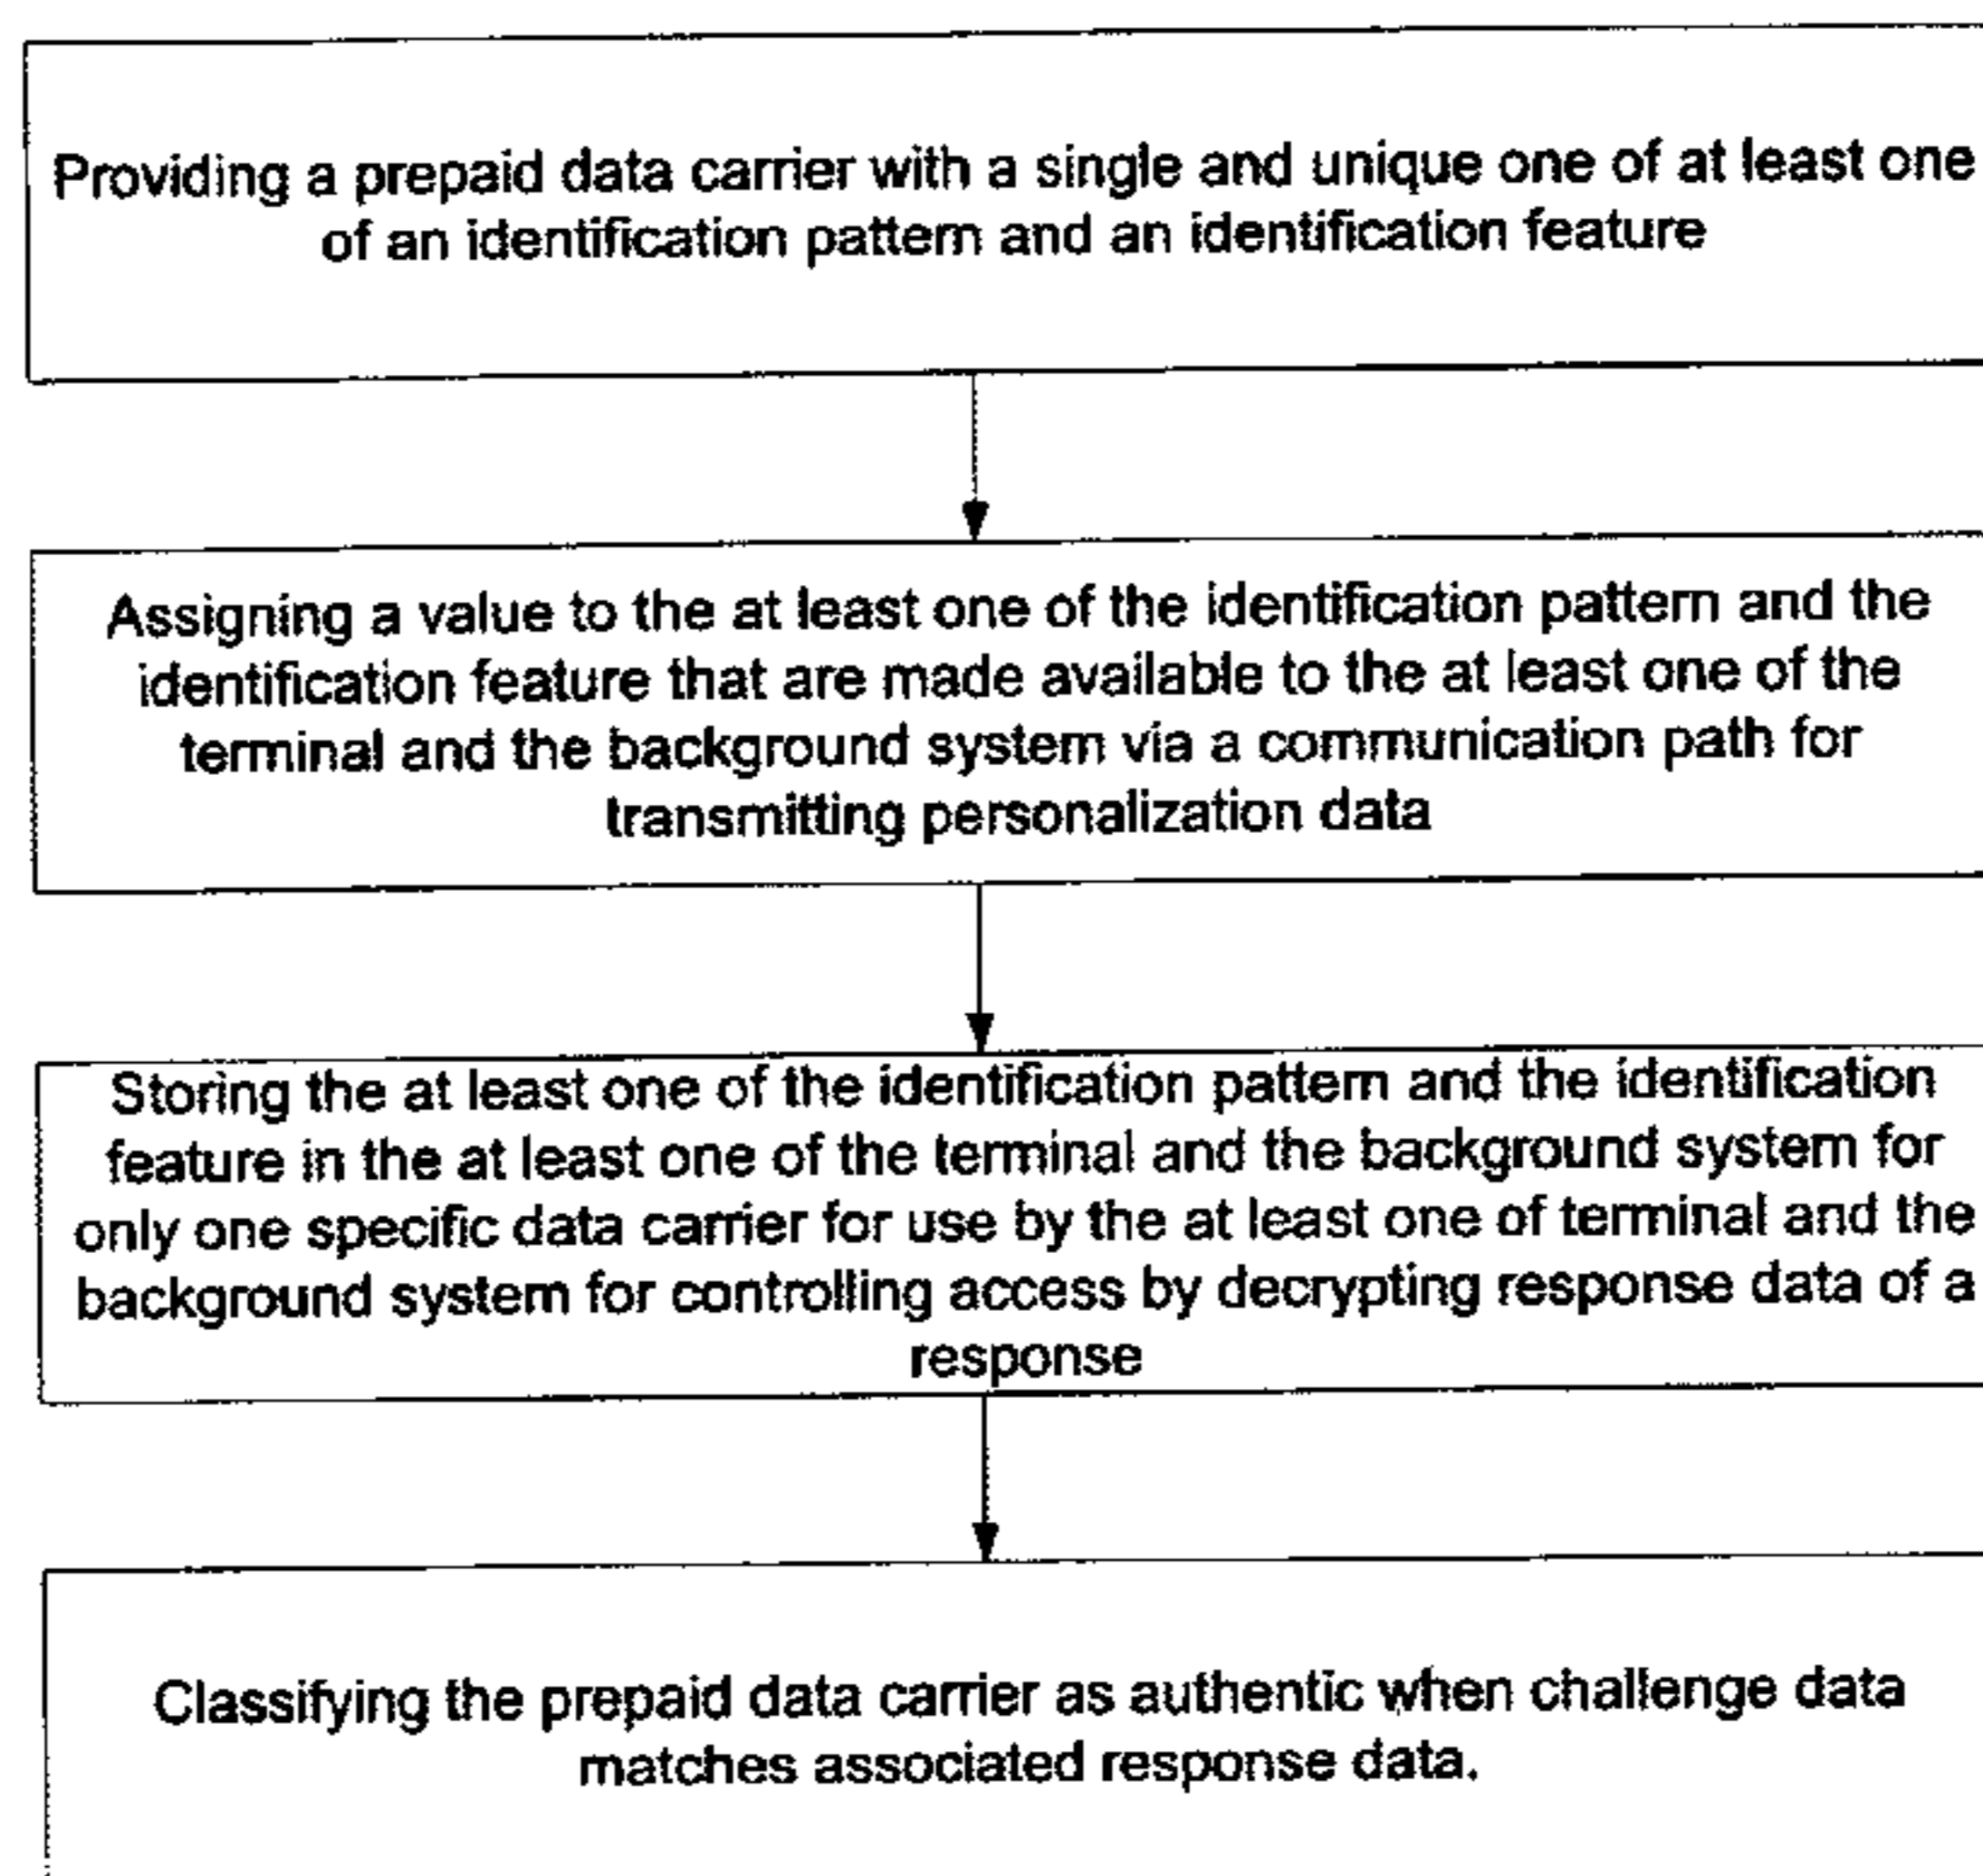 Providing a prepaid data carrier with a single and unique one of at least one
of an identification pattern and an identification feature
Assigning a value to the at least one of the identification pattern and the
identification feature that are made available to the at least one of the
terminal and the background system via a communication path for
transmitting personalization data
Storing the at least one of the identification pattern and the identification
feature in the at least one of the terminal and the background system for
only one specific data carrier for use by the at least one of terminal and the
background system for controlling access by decrypting response data of a
response
Classifying the prepaid data carrier as authentic when challenge data
matches associated response data.